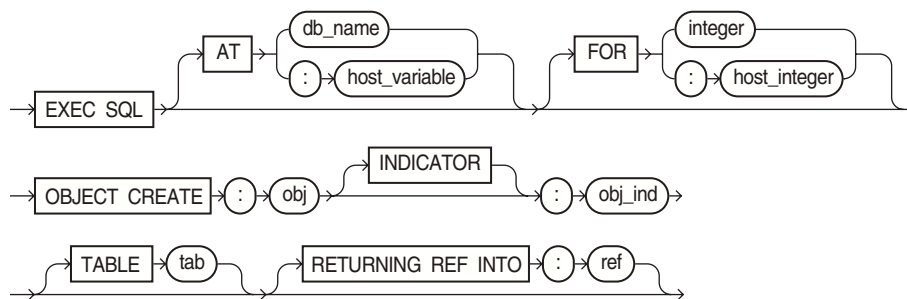 db_name integer
AT FOR
: host_variable : host_integer
EXEC SQL
INDICATOR
OBJECT CREATE : obj : obj_ind
TABLE tab RETURNING REF INTO : ref